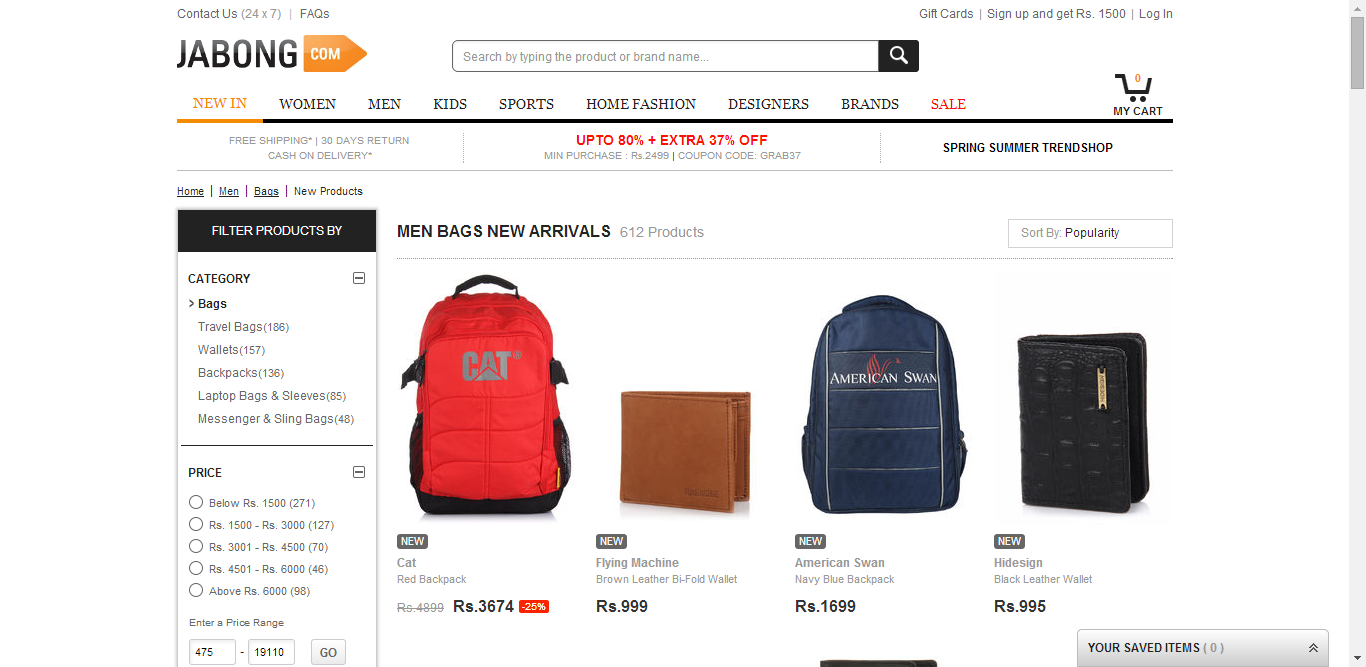 Contact Us (24 x 7) | FAQs
Gift Cards | Sign up and get Rs. 1500 | Log In
JABONG COM
Search by typing the product or brand name...
0
MY CART
NEW IN WOMEN MEN KIDS SPORTS HOME FASHION DESIGNERS BRANDS SALE
FREE SHIPPING* | 30 DAYS RETURN
CASH ON DELIVERY*
UPTO 80% + EXTRA 37% OFF
MIN PURCHASE : Rs.2499 | COUPON CODE: GRAB37
SPRING SUMMER TRENDSHOP
Home | Men | Bags | New Products
FILTER PRODUCTS BY
CATEGORY
> Bags
Travel Bags(186)
Wallets(157)
Backpacks(136)
Laptop Bags & Sleeves(85)
Messenger & Sling Bags(48)
PRICE
Below Rs. 1500 (271)
Rs. 1500 - Rs. 3000 (127)
Rs. 3001 - Rs. 4500 (70)
Rs. 4501 - Rs. 6000 (46)
Above Rs. 6000 (98)
Enter a Price Range
475 - 19110 GO
MEN BAGS NEW ARRIVALS 612 Products
Sort By: Popularity
CAT®
AMERICAN SWAN
HIDESIGN
NEW
Cat
Red Backpack
Rs.4899 Rs.3674 -25%
NEW
Flying Machine
Brown Leather Bi-Fold Wallet
Rs.999
NEW
American Swan
Navy Blue Backpack
Rs.1699
NEW
Hidesign
Black Leather Wallet
Rs.995
YOUR SAVED ITEMS ( 0 )